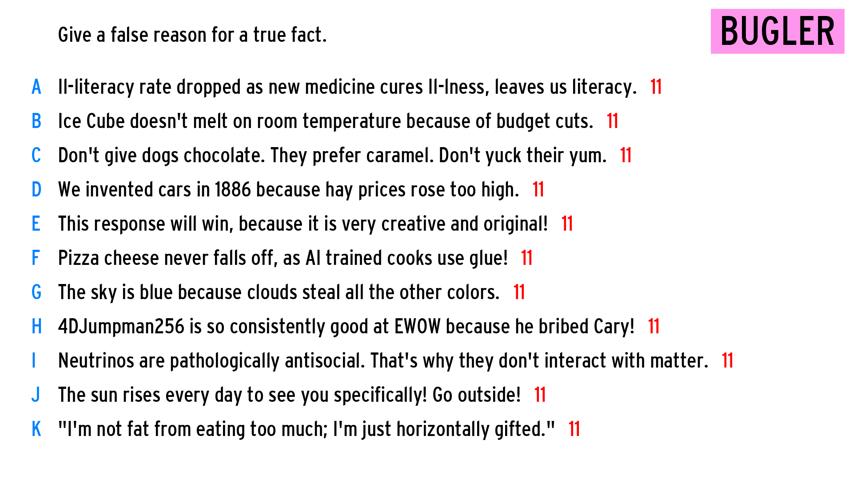 Give a false reason for a true fact.
BUGLER
A Il-literacy rate dropped as new medicine cures Il-lness, leaves us literacy. 11
B Ice Cube doesn't melt on room temperature because of budget cuts. 11
C Don't give dogs chocolate. They prefer caramel. Don't yuck their yum. 11
D We invented cars in 1886 because hay prices rose too high. 11
E This response will win, because it is very creative and original! 11
F Pizza cheese never falls off, as AI trained cooks use glue! 11
G The sky is blue because clouds steal all the other colors. 11
H 4DJumpman256 is so consistently good at EWOW because he bribed Cary! 11
I Neutrinos are pathologically antisocial. That's why they don't interact with matter. 11
J The sun rises every day to see you specifically! Go outside! 11
K "I'm not fat from eating too much; I'm just horizontally gifted." 11